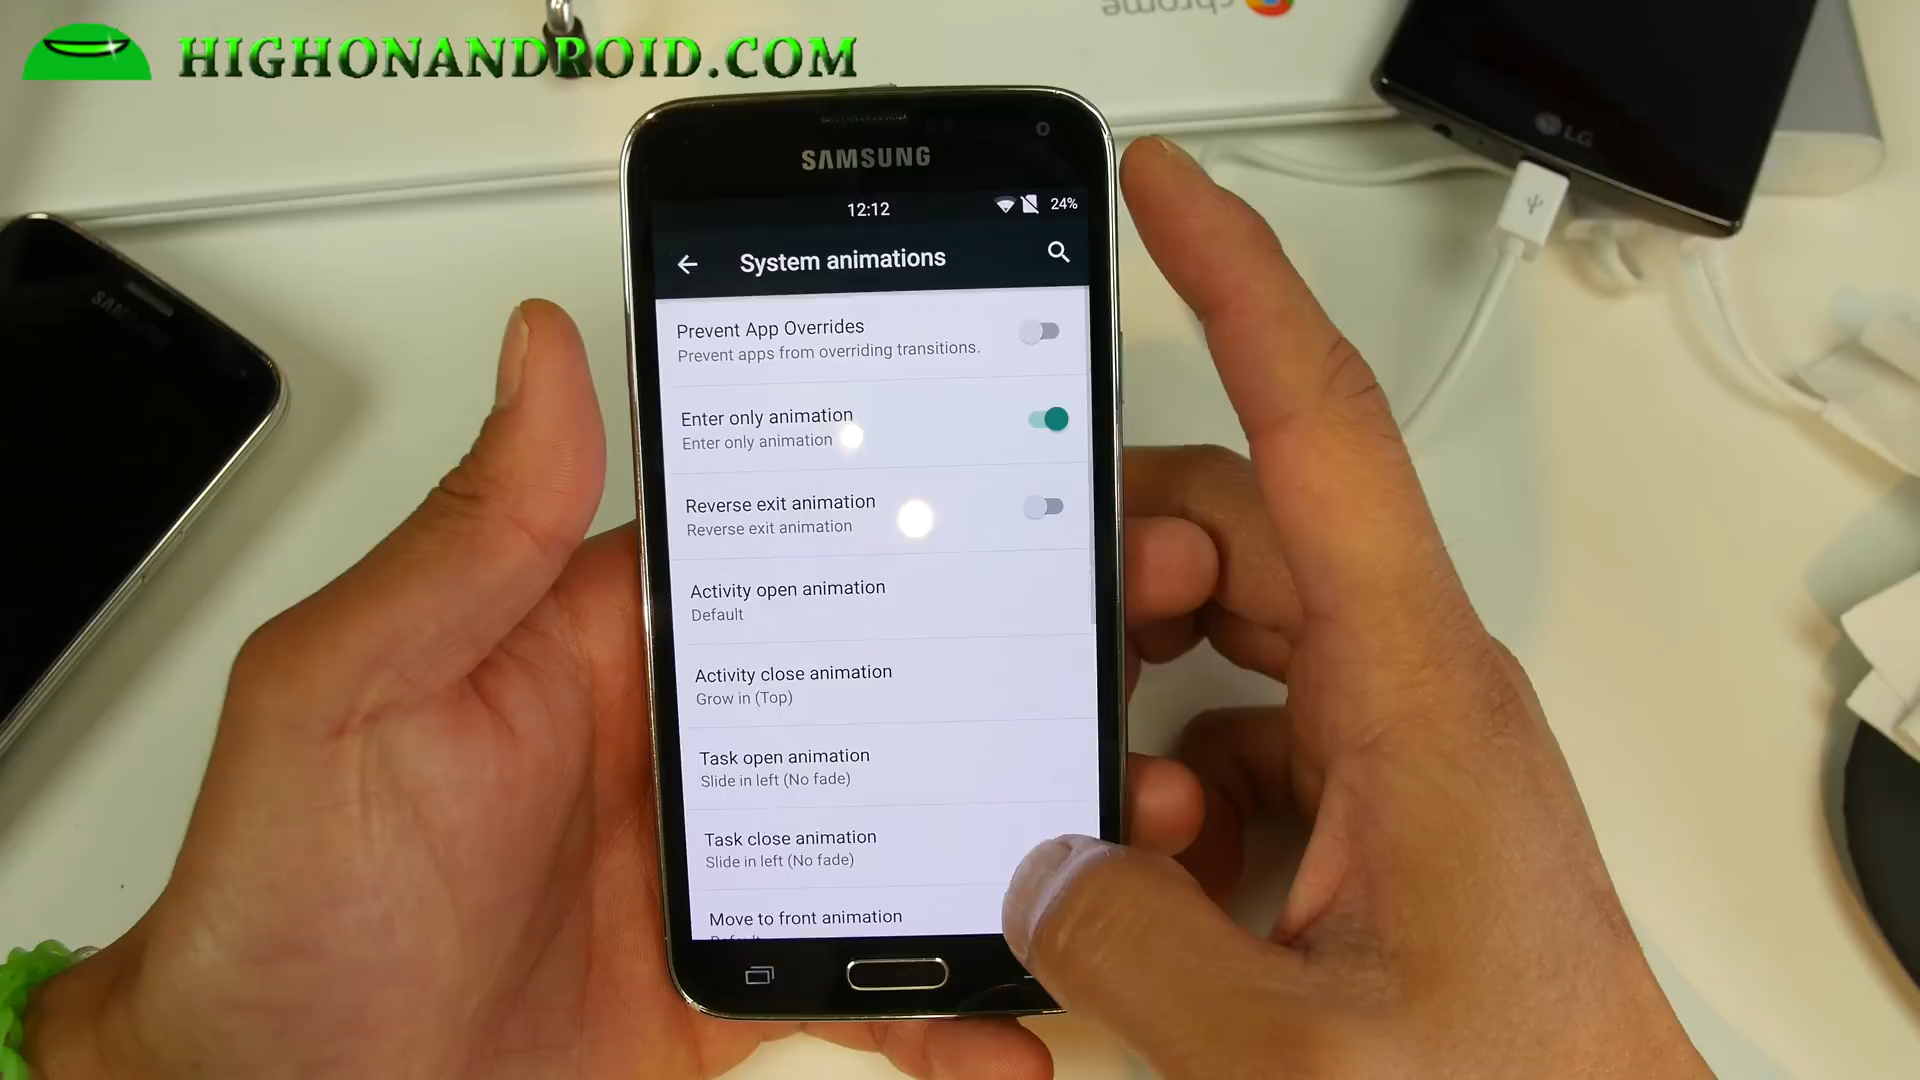 chrome
HIGHONANDROID.COM
LG
SAMSUNG
SAMSUNG
12:12
24%
System animations
Prevent App Overrides
Prevent apps from overriding transitions.
Enter only animation
Enter only animation
Reverse exit animation
Reverse exit animation
Activity open animation
Default
Activity close animation
Grow in (Top)
Task open animation
Slide in left (No fade)
Task close animation
Slide in left (No fade)
Move to front animation
Default